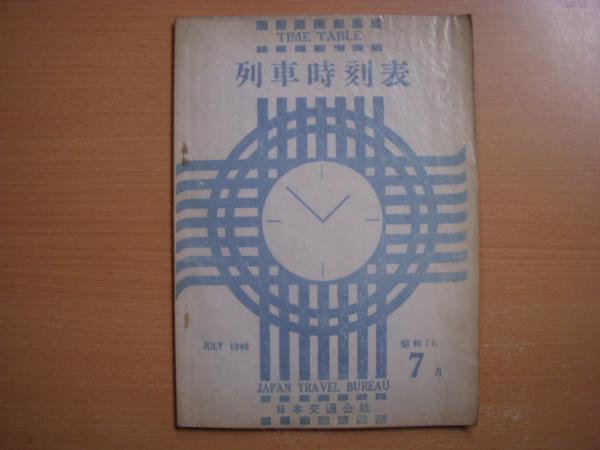 TIME TABLE
列車時刻表
JULY 1946
昭和21.
7月
JAPAN TRAVEL BUREAU
日本交通公社